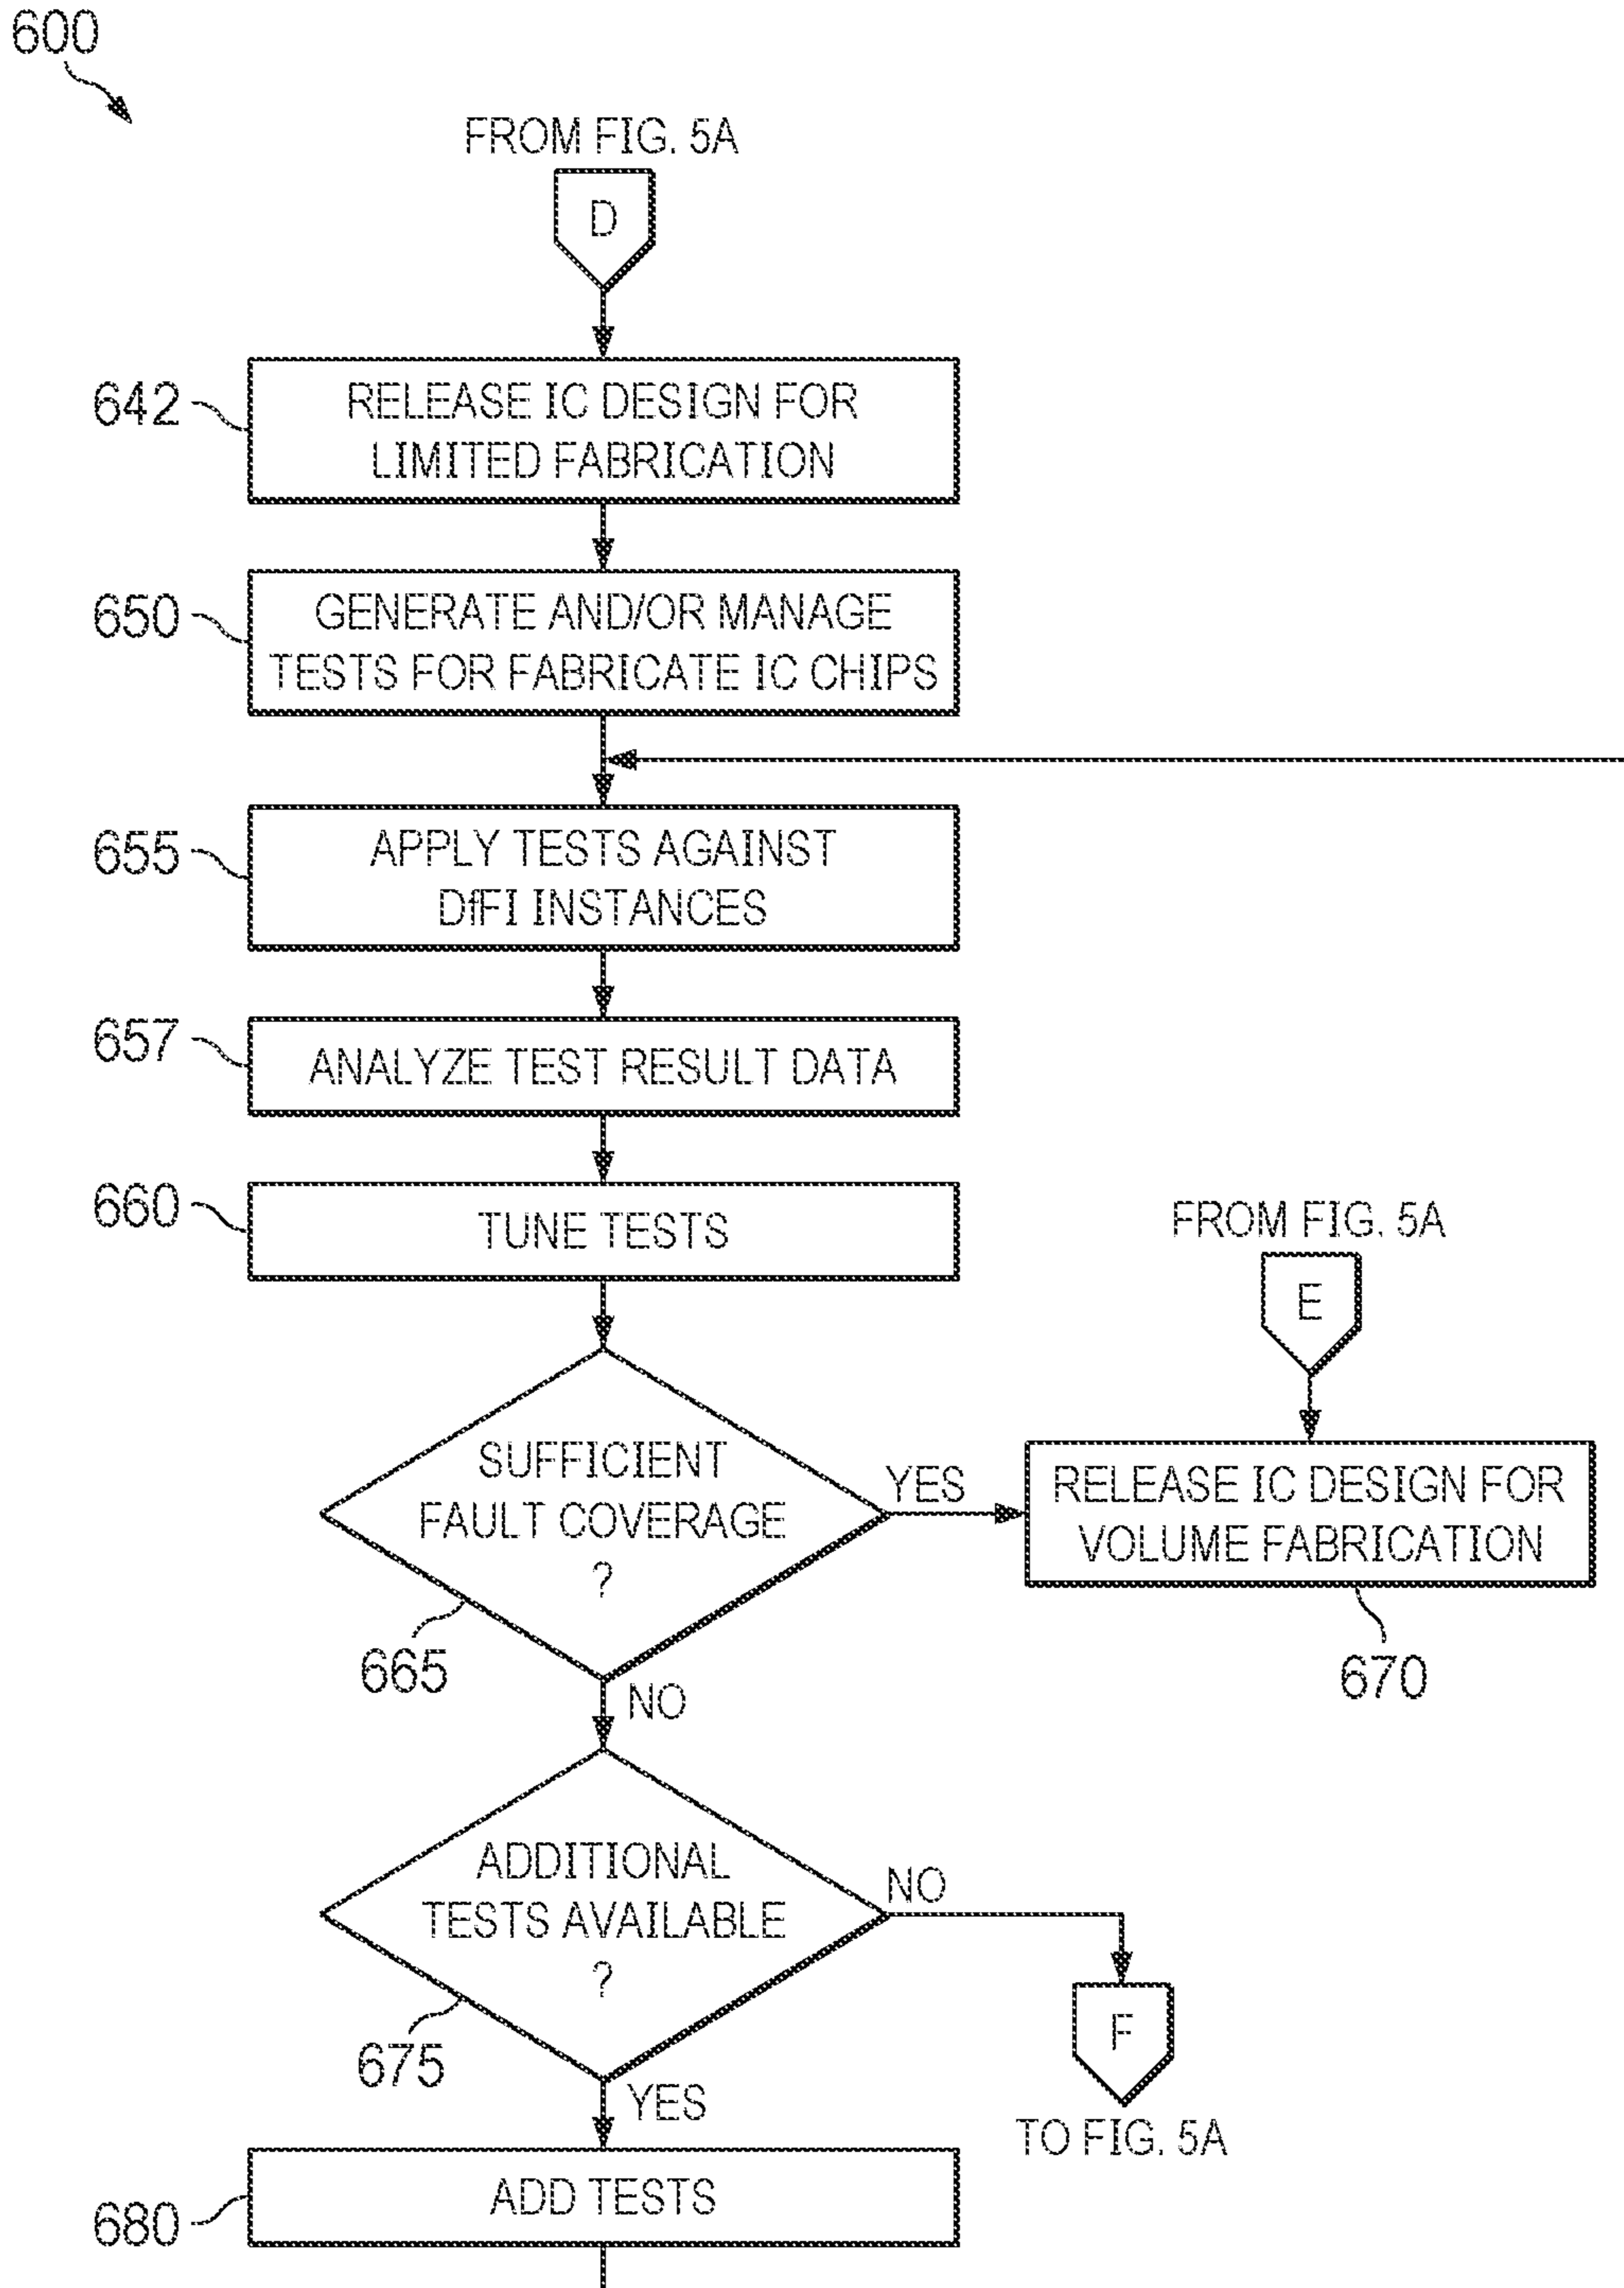 600
FROM FIG. 5A
D
642
RELEASE IC DESIGN FOR
LIMITED FABRICATION
650
GENERATE AND/OR MANAGE
TESTS FOR FABRICATE IC CHIPS
655
APPLY TESTS AGAINST
DfFI INSTANCES
657
ANALYZE TEST RESULT DATA
660
TUNE TESTS
FROM FIG. 5A
E
SUFFICIENT
FAULT COVERAGE
?
665
YES
RELEASE IC DESIGN FOR
VOLUME FABRICATION
670
NO
ADDITIONAL
TESTS AVAILABLE
?
675
NO
F
TO FIG. 5A
YES
680
ADD TESTS